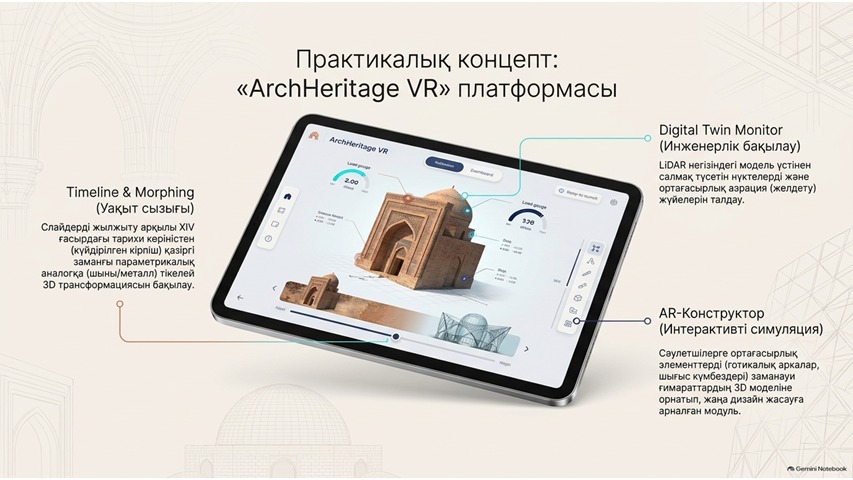 Практикалық концепт:
«ArchHeritage VR» платформасы
Timeline & Morphing
(Уақыт сызығы)
Слайдерді жылжыту арқылы XIV
ғасырдағы тарихи көріністен
(күйдірілген кірпіш) қазіргі
заманғы параметрикалық
аналогқа (шыны/металл) тікелей
3D трансформациясын бақылау.
ArchHeritage VR
Dashboard
Load gauge
2.00
Load gauge
Digital Twin Monitor
(Инженерлік бақылау)
LiDAR негізіндегі модель үстінен
салмақ түсетін нүктелерді және
ортағасырлық аэрация (желдету)
жүйелерін талдау.
AR-Конструктор
(Интерактивті симуляция)
Сәулетшілерге ортағасырлық
элементтерді (готикалық аркалар,
шығыс күмбездері) заманауи
ғимараттардың 3D моделіне
орнатып, жаңа дизайн жасауға
арналған модуль.
Gemini Notebook